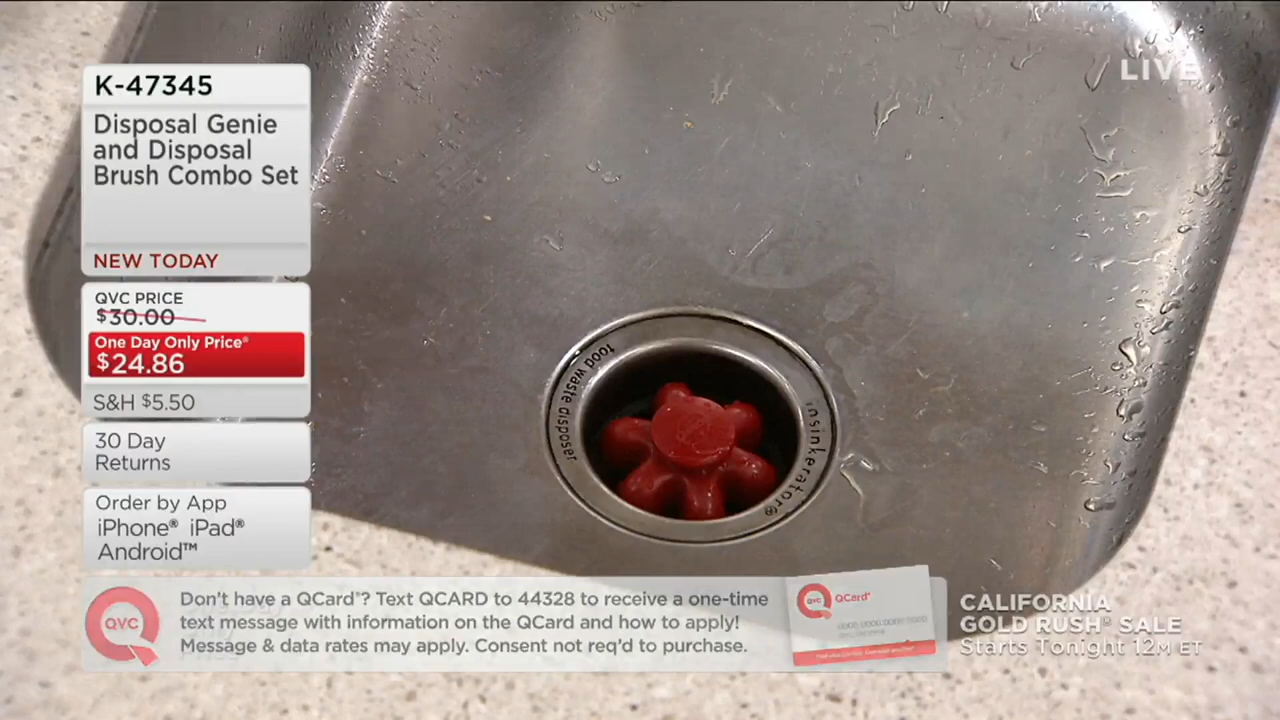 K-47345
Disposal Genie
and Disposal
Brush Combo Set
NEW TODAY
QVC PRICE
$30.00
One Day Only Price®
$24.86
S&H $5.50
30 Day
Returns
Order by App
iPhone® iPad®
Android™
LIVE
food waste disposer
insinkerator®
QVC
Don't have a QCard®? Text QCARD to 44328 to receive a one-time
text message with information on the QCard and how to apply!
Message & data rates may apply. Consent not req'd to purchase.
QVC
QCard®
CALIFORNIA
GOLD RUSH® SALE
Starts Tonight 12M ET